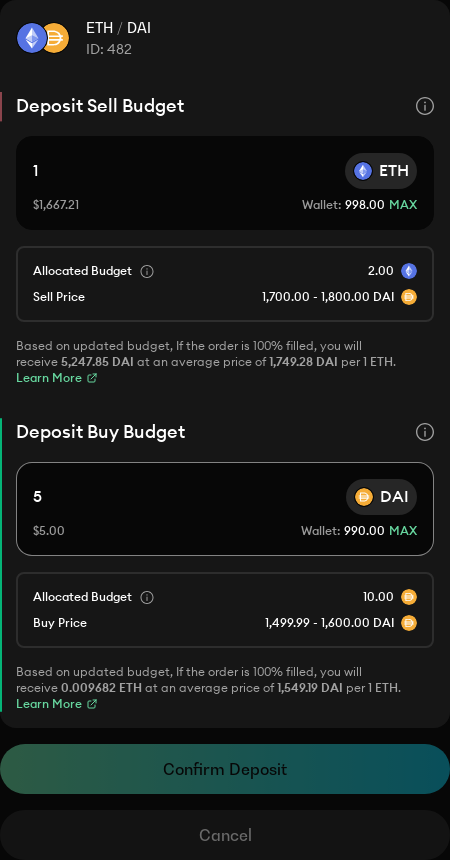 ETH / DAI
ID: 482
Deposit Sell Budget
1
ETH
$1,667.21
Wallet: 998.00 MAX
Allocated Budget
2.00
Sell Price
1,700.00 - 1,800.00 DAI
Based on updated budget, If the order is 100% filled, you will
receive 5,247.85 DAI at an average price of 1,749.28 DAI per 1 ETH.
Learn More
Deposit Buy Budget
5
DAI
$5.00
Wallet: 990.00 MAX
Allocated Budget
10.00
Buy Price
1,499.99 - 1,600.00 DAI
Based on updated budget, If the order is 100% filled, you will
receive 0.009682 ETH at an average price of 1,549.19 DAI per 1 ETH.
Learn More
Confirm Deposit
Cancel